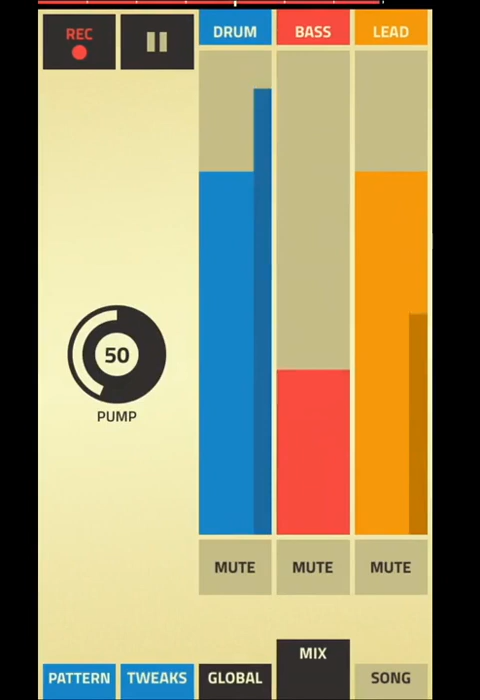 REC
DRUM BASS LEAD
50
PUMP
MUTE MUTE MUTE
MIX
PATTERN TWEAKS GLOBAL SONG